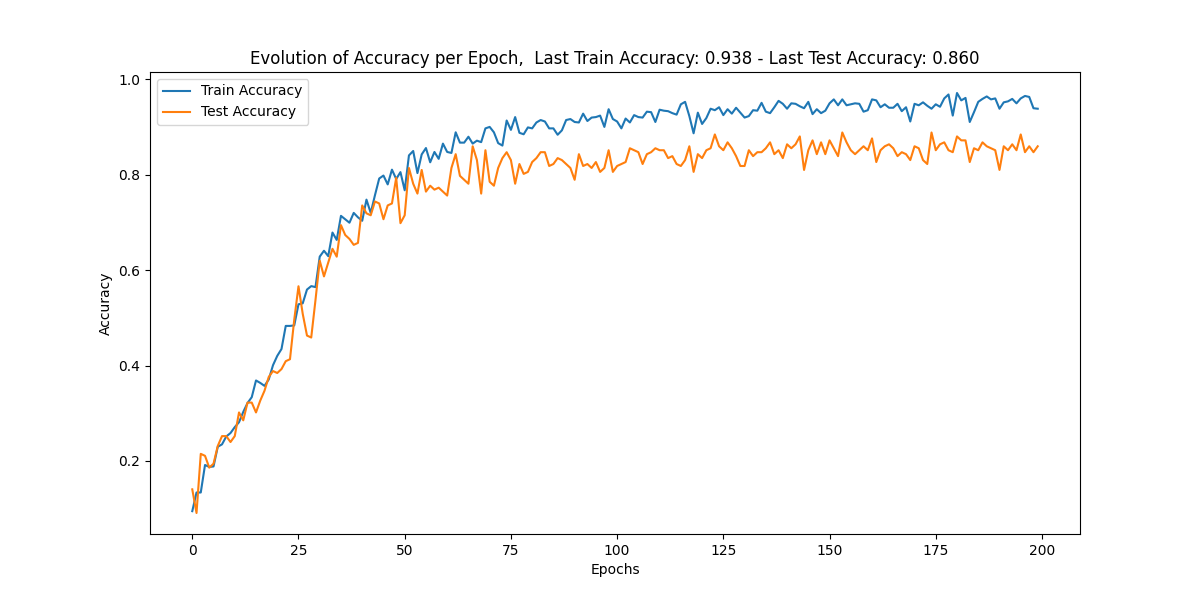 Evolution of Accuracy per Epoch,  Last Train Accuracy: 0.938 - Last Test Accuracy: 0.860
Train Accuracy
Test Accuracy
1.0
0.8
0.6
0.4
0.2
Accuracy
0 25 50 75 100 125 150 175 200
Epochs